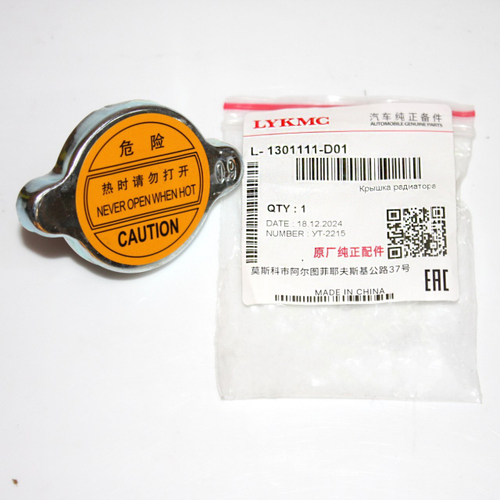 危险
热时请勿打开
NEVER OPEN WHEN HOT
CAUTION
LYKMC
汽车纯正备件
AUTOMOBILE GENUINE PARTS
L- 1301111-D01
Крышка радиатора
QTY : 1
DATE : 18.12.2024
NUMBER : УТ-2215
原厂纯正配件
莫斯科市阿尔图菲耶夫斯基公路37号
MADE IN CHINA
EAC